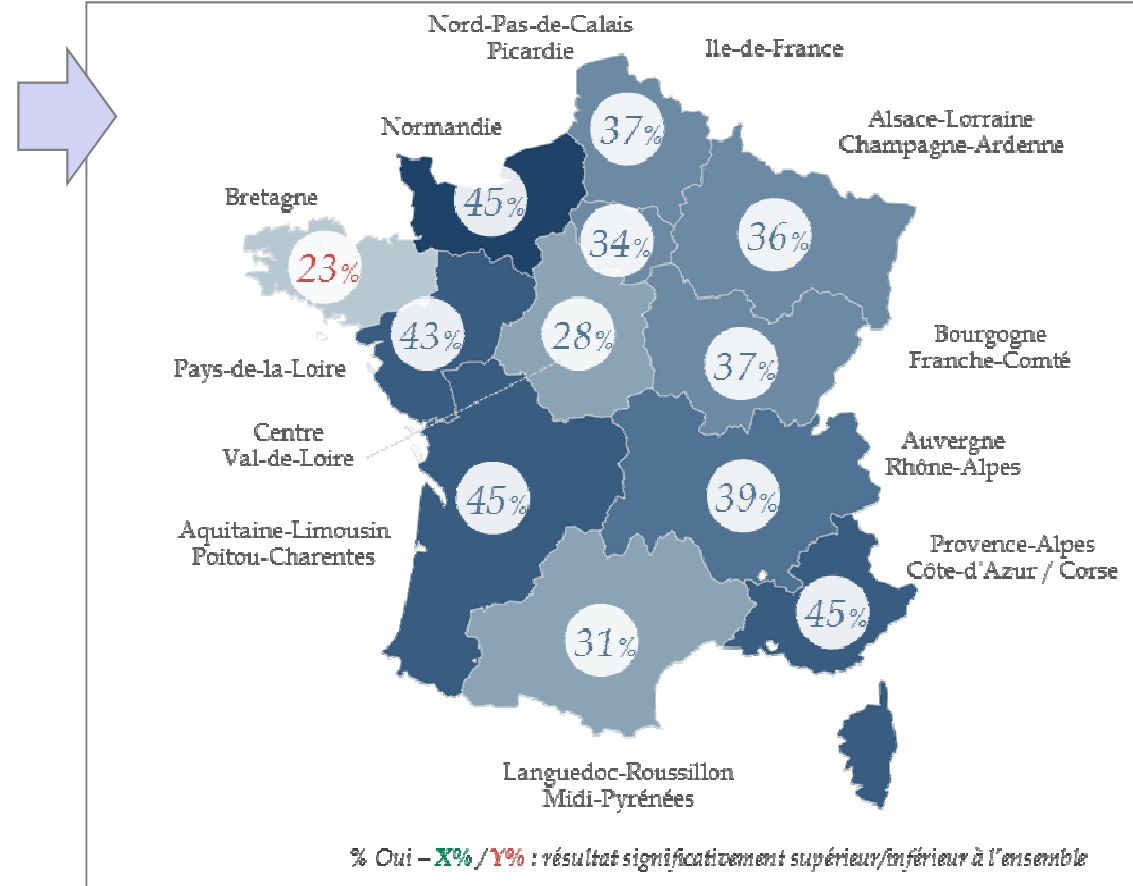 Nord-Pas-de-Calais
Picardie
Ile-de-France
37%
Alsace-Lorraine
Champagne-Ardenne
Normandie
45%
Bretagne
34%
36%
23%
43%
28%
37%
Bourgogne
Franche-Comté
Pays-de-la-Loire
Centre
Val-de-Loire
Auvergne
Rhône-Alpes
45%
39%
Aquitaine-Limousin
Poitou-Charentes
Provence-Alpes
Côte-d'Azur / Corse
45%
31%
Languedoc-Roussillon
Midi-Pyrénées
% Oui – X% / Y% : résultat significativement supérieur/inférieur à l'ensemble